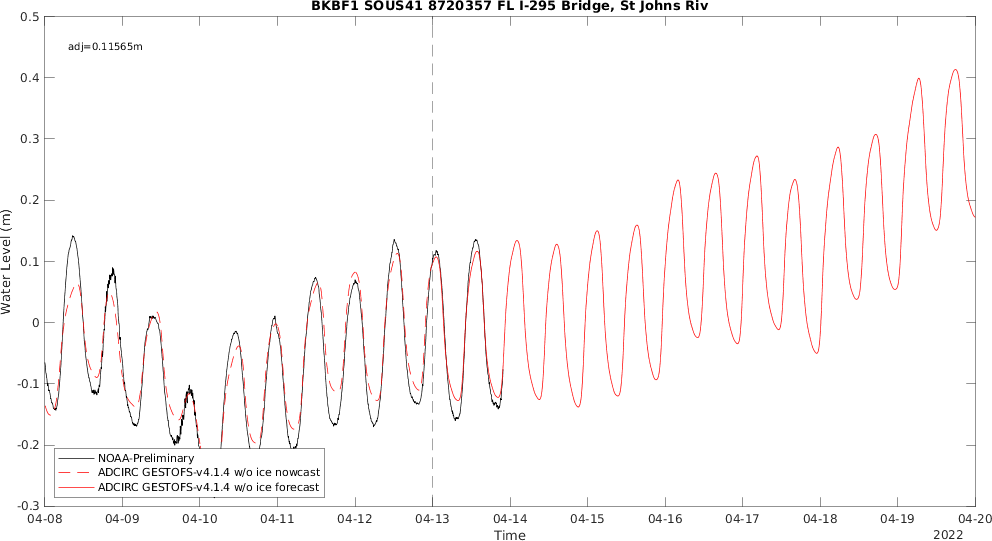 BKBF1 SOUS41 8720357 FL I-295 Bridge, St Johns Riv
0.5
adj=0.11565m
0.4
0.3
0.2
0.1
0
-0.1
-0.2
-0.3
Water Level (m)
NOAA-Preliminary
ADCIRC GESTOFS-v4.1.4 w/o ice nowcast
ADCIRC GESTOFS-v4.1.4 w/o ice forecast
04-08 04-09 04-10 04-11 04-12 04-13 04-14 04-15 04-16 04-17 04-18 04-19 04-20
Time
2022